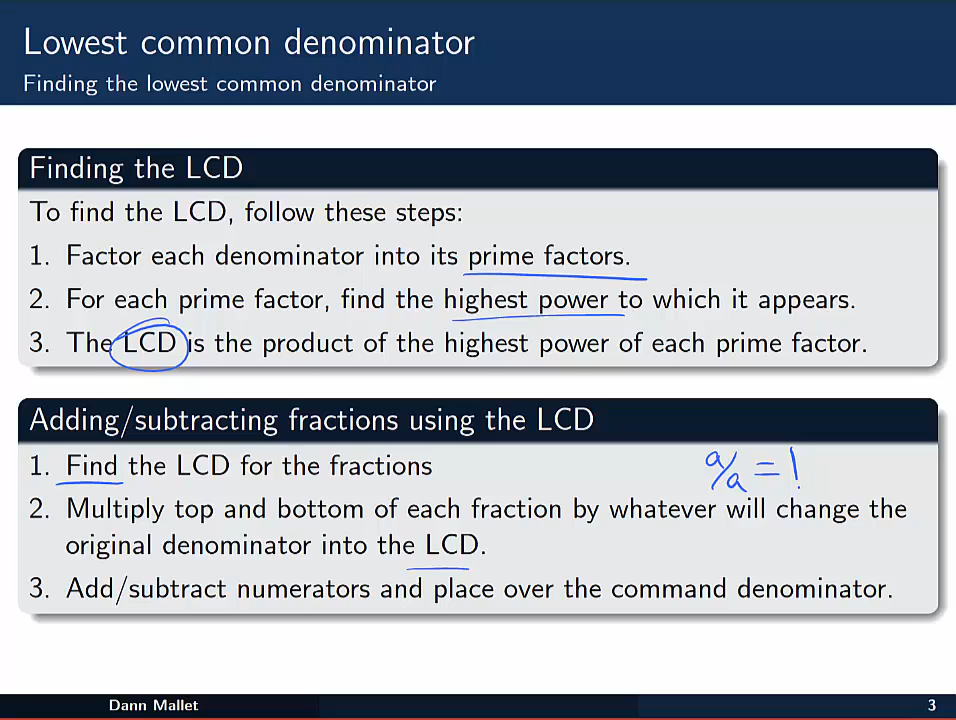 Lowest common denominator
Finding the lowest common denominator
Finding the LCD
To find the LCD, follow these steps:
1. Factor each denominator into its prime factors.
2. For each prime factor, find the highest power to which it appears.
3. The LCD is the product of the highest power of each prime factor.
Adding/subtracting fractions using the LCD
1. Find the LCD for the fractions
a/a = 1
2. Multiply top and bottom of each fraction by whatever will change the
original denominator into the LCD.
3. Add/subtract numerators and place over the command denominator.
Dann Mallet
3